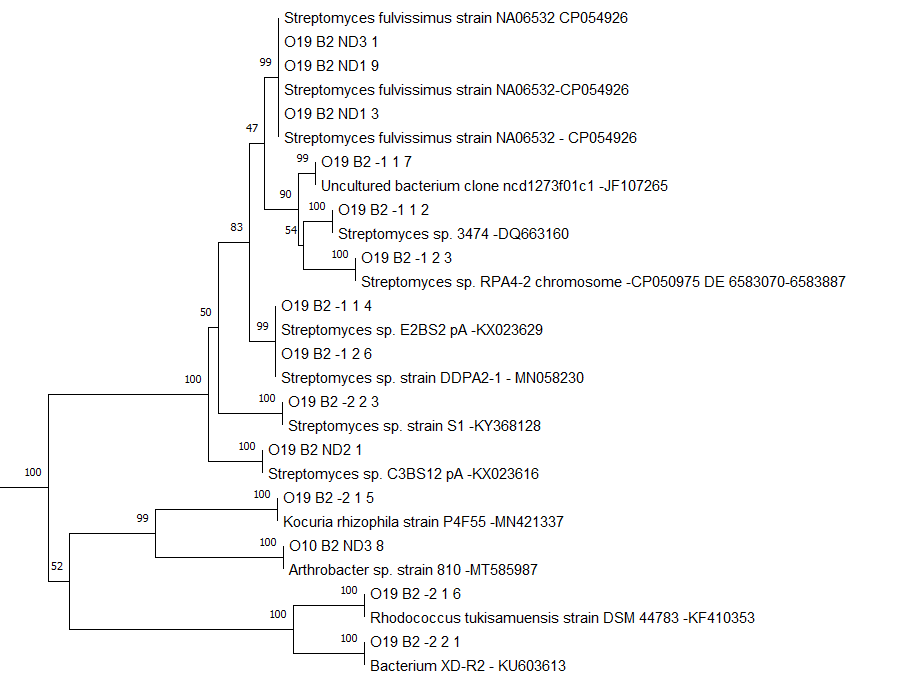 Streptomyces fulvissimus strain NA06532 CP054926
O19 B2 ND3 1
99
O19 B2 ND1 9
Streptomyces fulvissimus strain NA06532-CP054926
O19 B2 ND1 3
47
Streptomyces fulvissimus strain NA06532 - CP054926
99
O19 B2 -1 1 7
Uncultured bacterium clone ncd1273f01c1 -JF107265
90
100
O19 B2 -1 1 2
83
54
Streptomyces sp. 3474 -DQ663160
100
O19 B2 -1 2 3
Streptomyces sp. RPA4-2 chromosome -CP050975 DE 6583070-6583887
O19 B2 -1 1 4
50
99
Streptomyces sp. E2BS2 pA -KX023629
O19 B2 -1 2 6
100
Streptomyces sp. strain DDPA2-1 - MN058230
100
O19 B2 -2 2 3
Streptomyces sp. strain S1 -KY368128
100
O19 B2 ND2 1
100
Streptomyces sp. C3BS12 pA -KX023616
100
O19 B2 -2 1 5
99
Kocuria rhizophila strain P4F55 -MN421337
100
O10 B2 ND3 8
52
Arthrobacter sp. strain 810 -MT585987
100
O19 B2 -2 1 6
100
Rhodococcus tukisamuensis strain DSM 44783 -KF410353
100
O19 B2 -2 2 1
Bacterium XD-R2 - KU603613